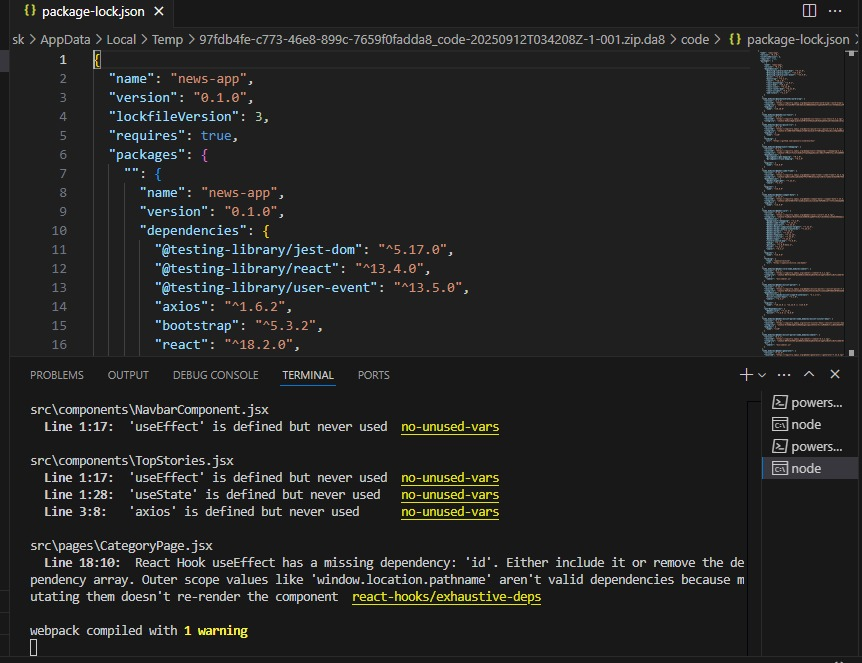 {} package-lock.json ×
sk > AppData > Local > Temp > 97fdb4fe-c773-46e8-899c-7659f0fadda8_code-20250912T034208Z-1-001.zip.da8 > code > {} package-lock.json >
1 {
2 "name": "news-app",
3 "version": "0.1.0",
4 "lockfileVersion": 3,
5 "requires": true,
6 "packages": {
7 "": {
8 "name": "news-app",
9 "version": "0.1.0",
10 "dependencies": {
11 "@testing-library/jest-dom": "^5.17.0",
12 "@testing-library/react": "^13.4.0",
13 "@testing-library/user-event": "^13.5.0",
14 "axios": "^1.6.2",
15 "bootstrap": "^5.3.2",
16 "react": "^18.2.0",
PROBLEMS OUTPUT DEBUG CONSOLE TERMINAL PORTS
src\components\NavbarComponent.jsx
Line 1:17: 'useEffect' is defined but never used no-unused-vars
src\components\TopStories.jsx
Line 1:17: 'useEffect' is defined but never used no-unused-vars
Line 1:28: 'useState' is defined but never used no-unused-vars
Line 3:8: 'axios' is defined but never used no-unused-vars
src\pages\CategoryPage.jsx
Line 18:10: React Hook useEffect has a missing dependency: 'id'. Either include it or remove the de
pendency array. Outer scope values like 'window.location.pathname' aren't valid dependencies because m
utating them doesn't re-render the component react-hooks/exhaustive-deps
webpack compiled with 1 warning
powers...
node
powers...
node